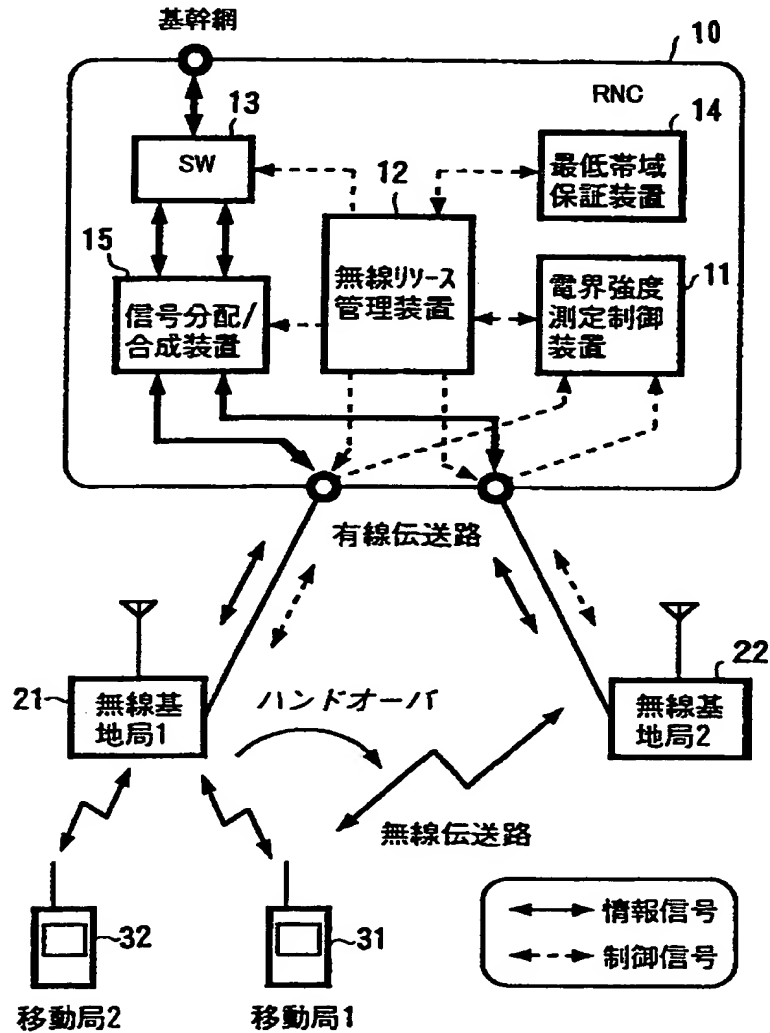 基幹網
10
RNC
13
SW
14
最低帯域
保証装置
12
無線リソース
管理装置
15
信号分配/
合成装置
11
電界強度
測定制御
装置
有線伝送路
21
無線基
地局1
ハンドオーバ
22
無線基
地局2
無線伝送路
32
移動局2
31
移動局1
情報信号
制御信号